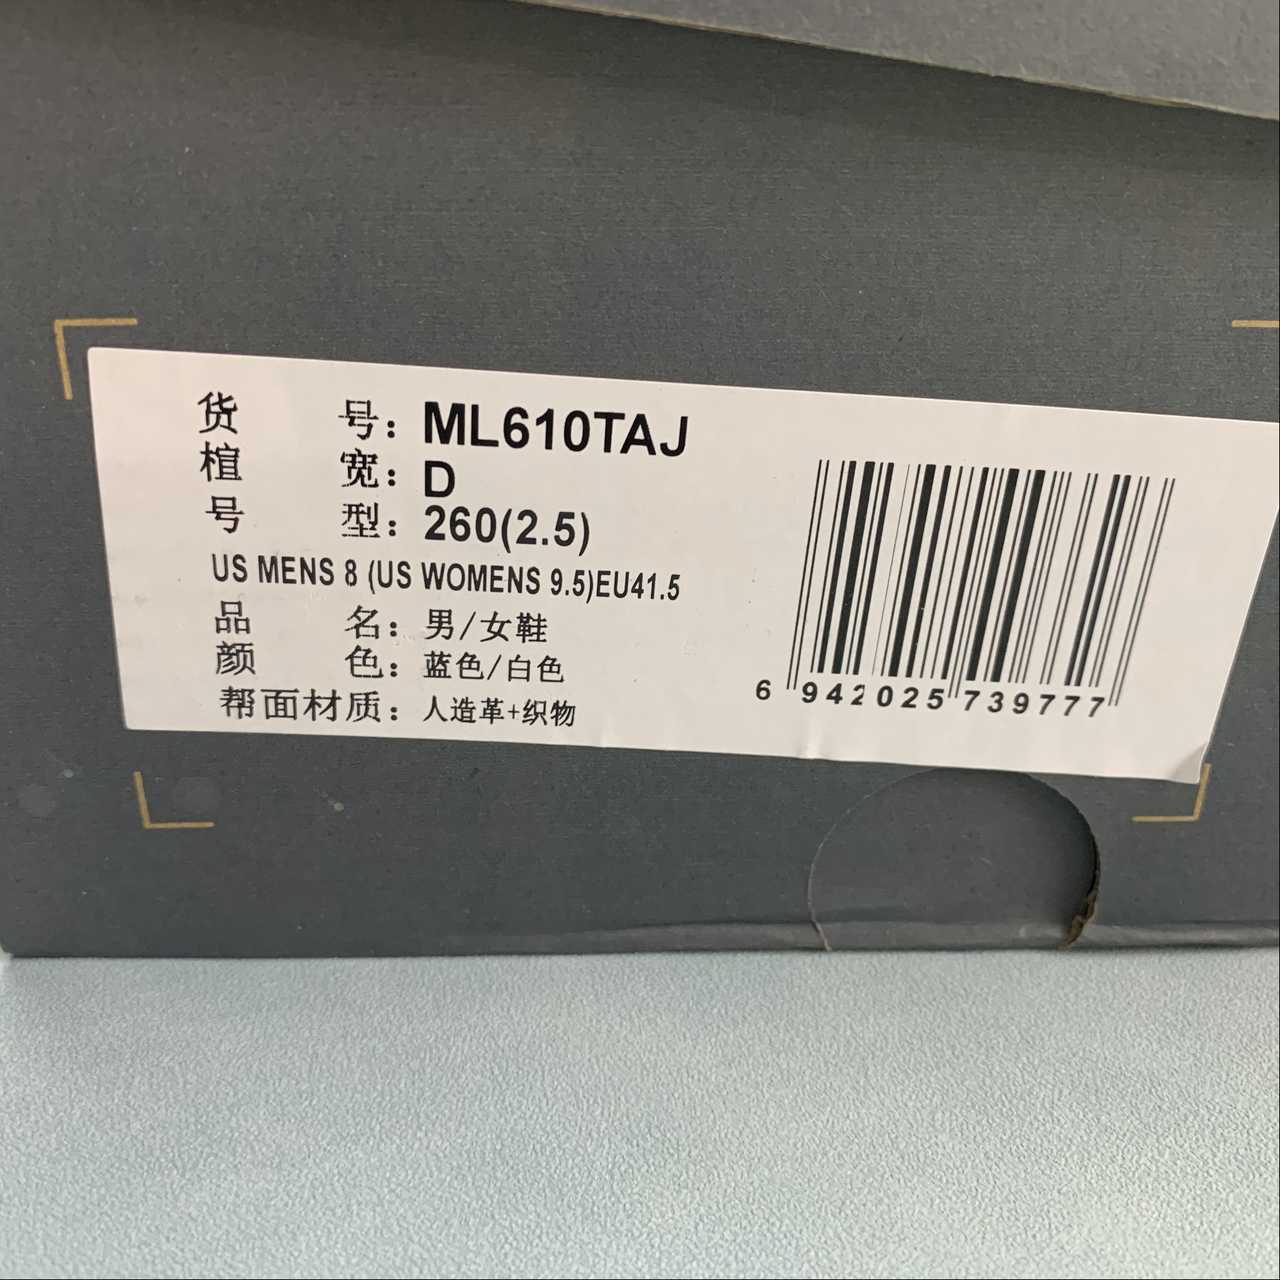 货号：ML610TAJ
楦宽：D
号型：260(2.5)
US MENS 8 (US WOMENS 9.5)EU41.5
品名：男/女鞋
颜色：蓝色/白色
帮面材质：人造革+织物
6 942025 739777